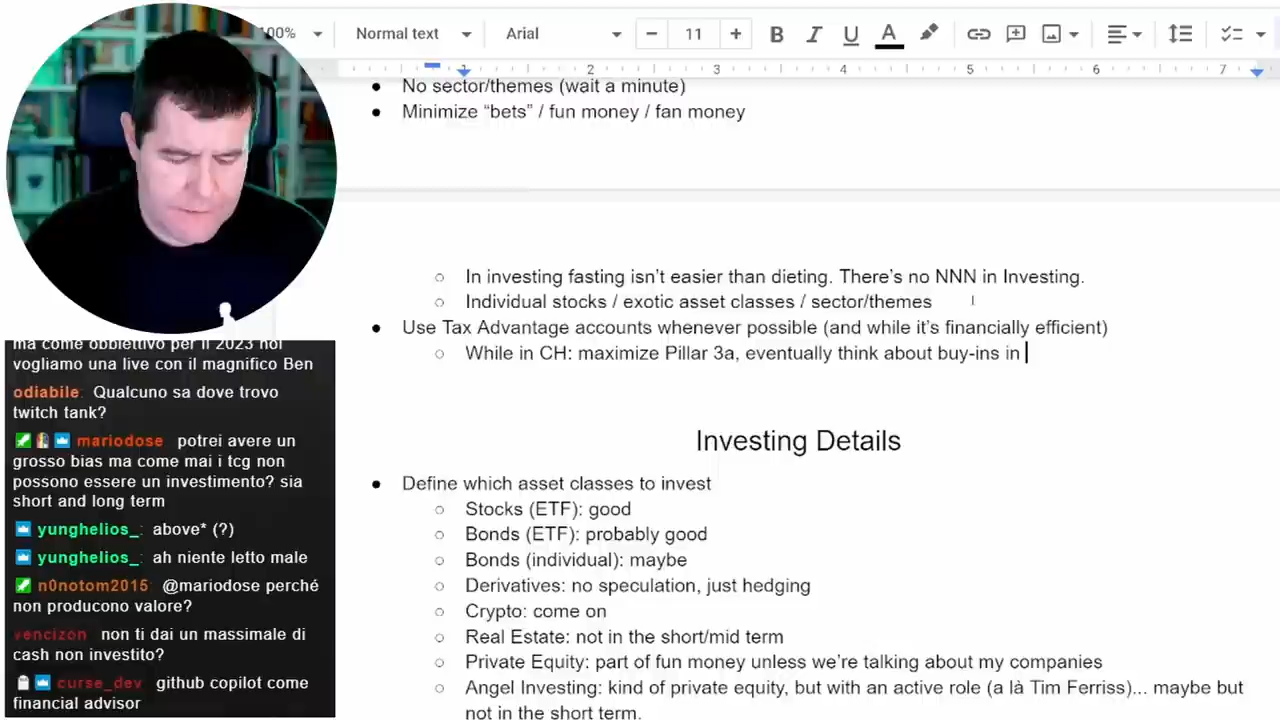 100%
Normal text
Arial
11
B I U A
1 2 3 4 5 6 7
No sector/themes (wait a minute)
Minimize “bets” / fun money / fan money
In investing fasting isn’t easier than dieting. There’s no NNN in Investing.
Individual stocks / exotic asset classes / sector/themes
Use Tax Advantage accounts whenever possible (and while it’s financially efficient)
While in CH: maximize Pillar 3a, eventually think about buy-ins in
Investing Details
Define which asset classes to invest
Stocks (ETF): good
Bonds (ETF): probably good
Bonds (individual): maybe
Derivatives: no speculation, just hedging
Crypto: come on
Real Estate: not in the short/mid term
Private Equity: part of fun money unless we’re talking about my companies
Angel Investing: kind of private equity, but with an active role (a là Tim Ferriss)... maybe but
not in the short term.
ma come obbiettivo per il 2023 noi
vogliamo una live con il magnifico Ben
odiabile: Qualcuno sa dove trovo
twitch tank?
mariodose potrei avere un
grosso bias ma come mai i tcg non
possono essere un investimento? sia
short and long term
yunghelios_: above* (?)
yunghelios_: ah niente letto male
n0notom2015 @mariodose perché
non producono valore?
vencizon non ti dai un massimale di
cash non investito?
curse_dev github copilot come
financial advisor